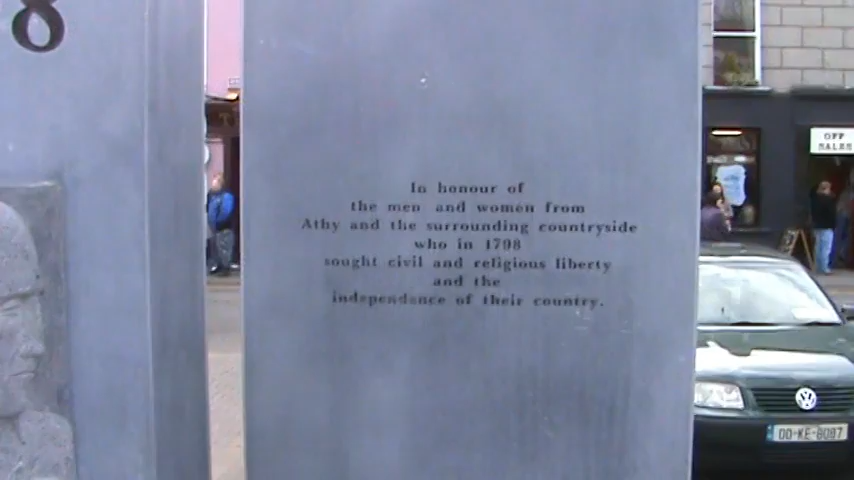 8
In honour of
the men and women from
Athy and the surrounding countryside
who in 1798
sought civil and religious liberty
and the
independence of their country.
OFF
SALES
00-KE-8087